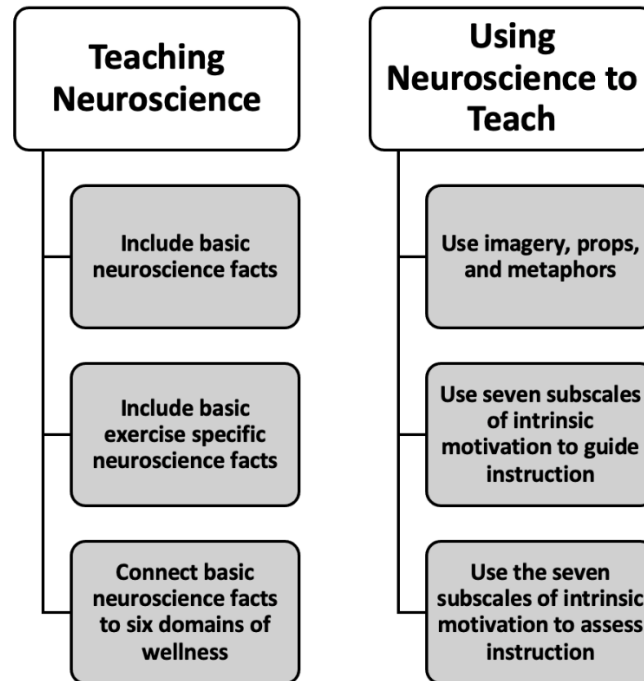 Teaching
Neuroscience
Include basic
neuroscience facts
Include basic
exercise specific
neuroscience facts
Connect basic
neuroscience facts
to six domains of
wellness
Using
Neuroscience to
Teach
Use imagery, props,
and metaphors
Use seven subscales
of intrinsic
motivation to guide
instruction
Use the seven
subscales of intrinsic
motivation to assess
instruction